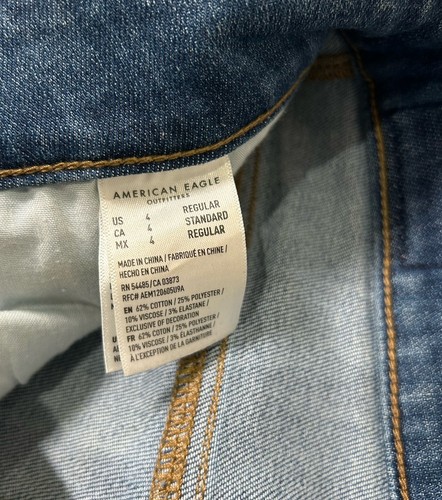 AMERICAN EAGLE
OUTFITTERS
US 4 REGULAR
CA 4 STANDARD
MX 4 REGULAR
MADE IN CHINA / FABRIQUÉ EN CHINE /
HECHO EN CHINA
RN 54485/CA 03873
RFC# AEM120605U9A
EN 62% COTTON / 25% POLYESTER /
10% VISCOSE / 3% ELASTANE /
EXCLUSIVE OF DECORATION
FR 62% COTON / 25% POLYESTER /
10% VISCOSE / 3% ÉLASTHANNE /
À L'EXCEPTION DE LA GARNITURE